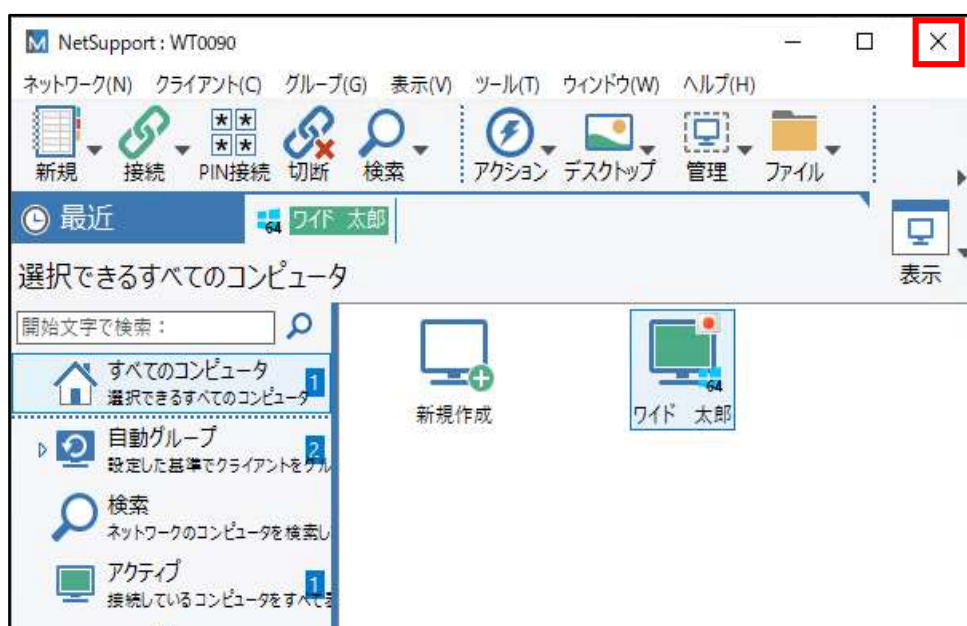 NetSupport : WT0090
ネットワーク(N) クライアント(C) グループ(G) 表示(V) ツール(T) ウィンドウ(W) ヘルプ(H)
新規 接続 PIN接続 切断 検索 アクション デスクトップ 管理 ファイル
最近 64 ワイド 太郎
表示
選択できるすべてのコンピュータ
開始文字で検索：
すべてのコンピュータ 1
選択できるすべてのコンピュータ
自動グループ 2
設定した基準でクライアントをグル
検索
ネットワークのコンピュータを検索し
アクティブ 1
接続しているコンピュータをすべて表
新規作成
64
ワイド 太郎